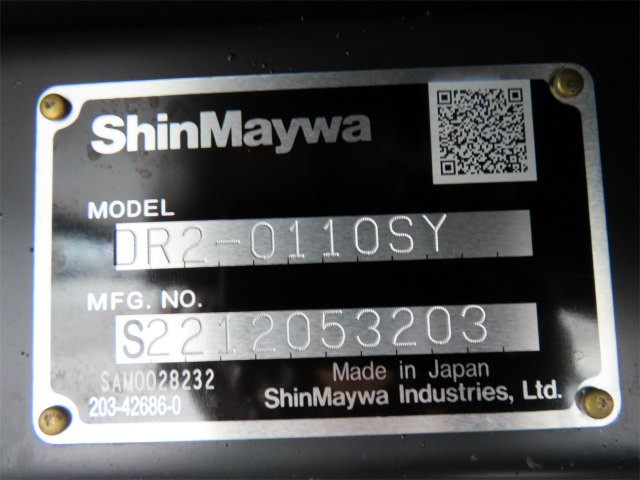 ShinMaywa
MODEL
DR2-0110SY
MFG. NO.
S2212053203
SAM0028232
203-42686-0
Made in Japan
ShinMaywa Industries, Ltd.